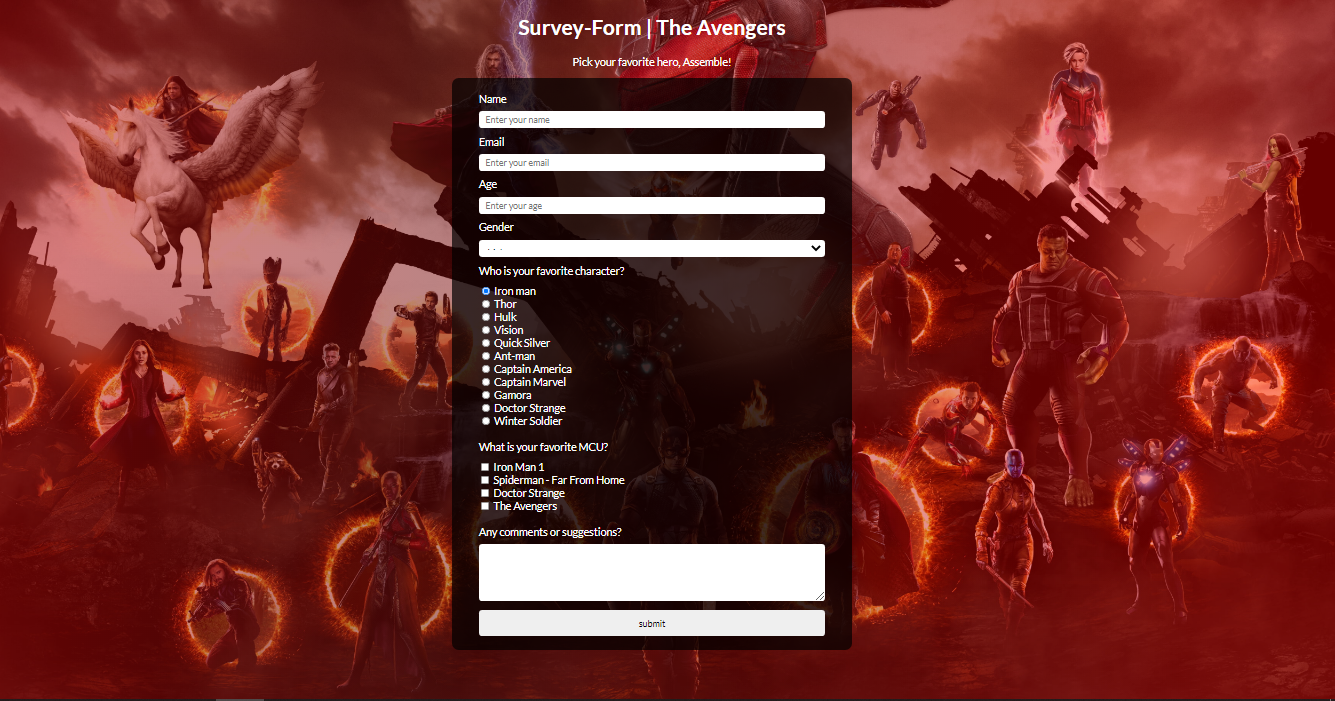 Survey-Form | The Avengers
Pick your favorite hero, Assemble!
Name
Enter your name
Email
Enter your email
Age
Enter your age
Gender
. . .
Who is your favorite character?
Iron man
Thor
Hulk
Vision
Quick Silver
Ant-man
Captain America
Captain Marvel
Gamora
Doctor Strange
Winter Soldier
What is your favorite MCU?
Iron Man 1
Spiderman - Far From Home
Doctor Strange
The Avengers
Any comments or suggestions?
submit